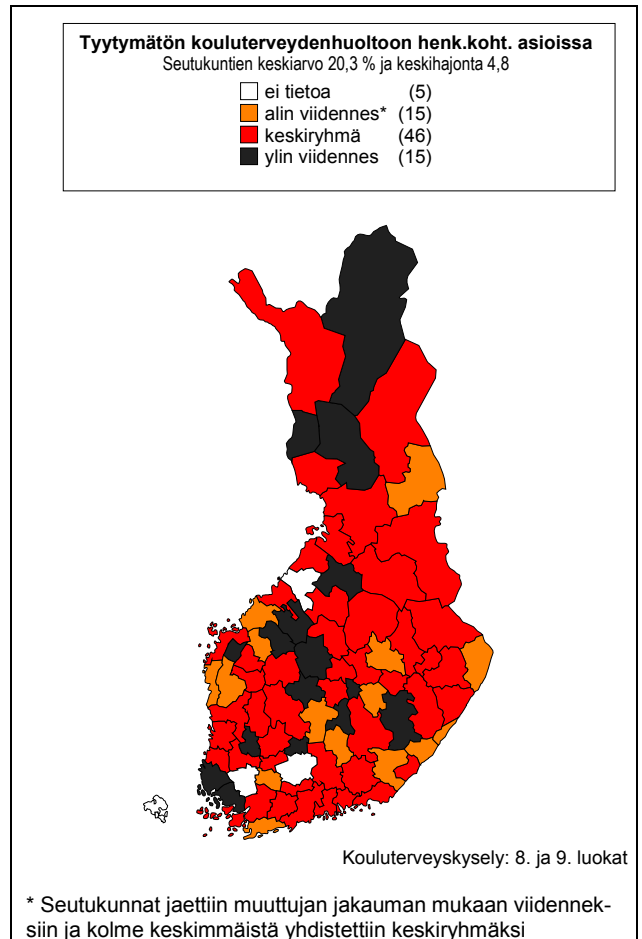 Tyytymätön kouluterveydenhuoltoon henk.koht. asioissa
Seutukuntien keskiarvo 20,3 % ja keskihajonta 4,8
ei tietoa (5)
alin viidennes* (15)
keskiryhmä (46)
ylin viidennes (15)
Kouluterveyskysely: 8. ja 9. luokat
* Seutukunnat jaettiin muuttujan jakauman mukaan viidennek-
siin ja kolme keskimmäistä yhdistettiin keskiryhmäksi